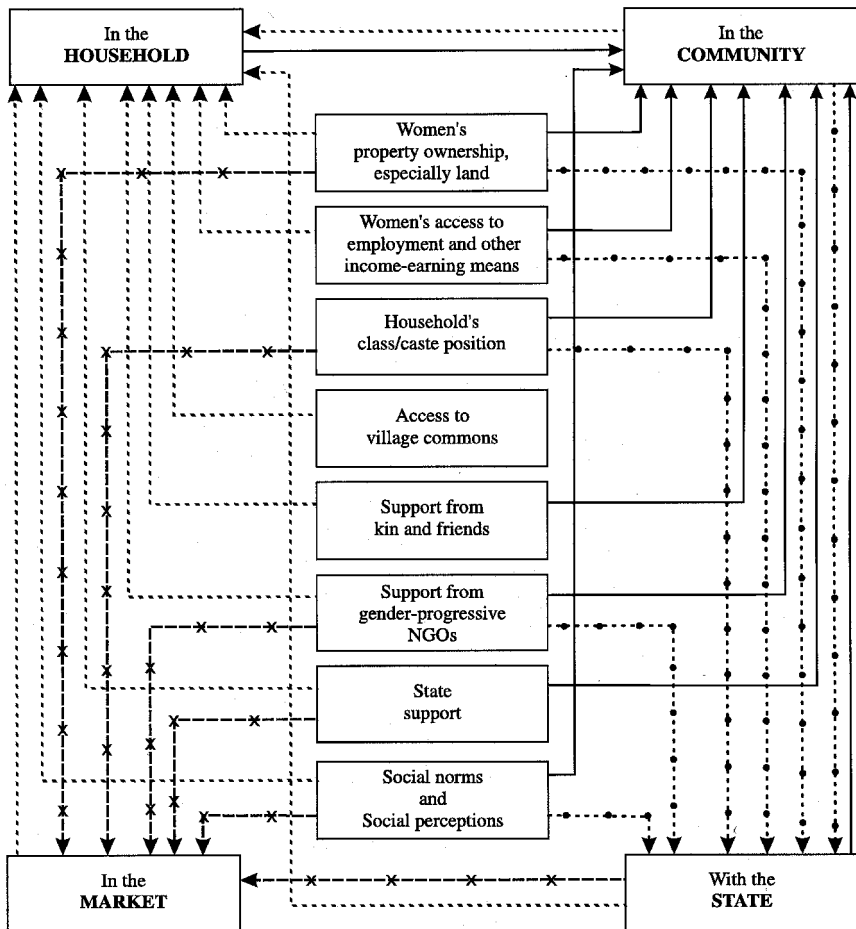 In the
HOUSEHOLD
In the
COMMUNITY
Women's
property ownership,
especially land
Women's access to
employment and other
income-earning means
Household's
class/caste position
Access to
village commons
Support from
kin and friends
Support from
gender-progressive
NGOs
State
support
Social norms
and
Social perceptions
In the
MARKET
With the
STATE